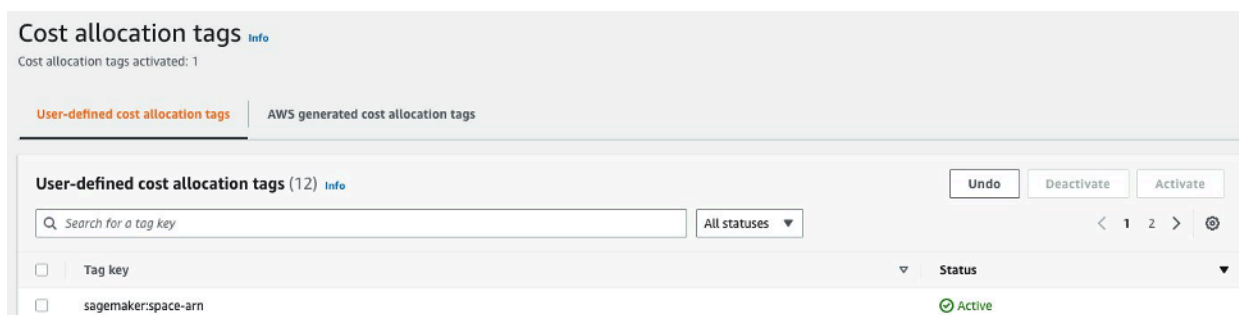 Cost allocation tags Info
Cost allocation tags activated: 1
User-defined cost allocation tags AWS generated cost allocation tags
User-defined cost allocation tags (12) Info Undo Deactivate Activate
Search for a tag key All statuses 1 2
Tag key Status
sagemaker:space-arn Active